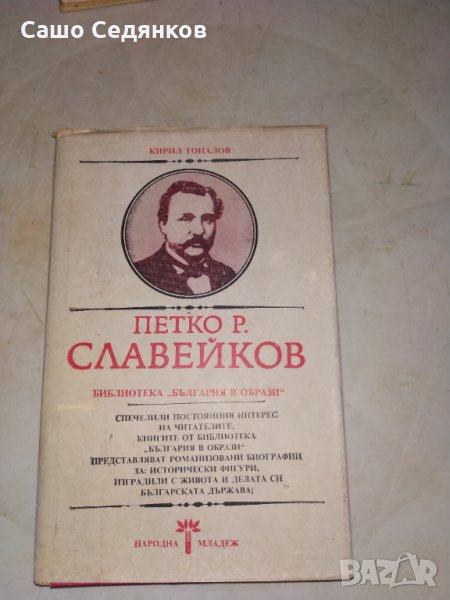 Сашо Седянков
КИРИЛ ТОПАЛОВ
ПЕТКО Р.
СЛАВЕЙКОВ
БИБЛИОТЕКА „БЪЛГАРИЯ В ОБРАЗИ“
СПЕЧЕЛИЛИ ПОСТОЯННИЯ ИНТЕРЕС
НА ЧИТАТЕЛИТЕ,
КНИГИТЕ ОТ БИБЛИОТЕКА
„БЪЛГАРИЯ В ОБРАЗИ“
ПРЕДСТАВЛЯВАТ РОМАНИЗОВАНИ БИОГРАФИИ
ЗА: ИСТОРИЧЕСКИ ФИГУРИ,
ИЗГРАДИЛИ С ЖИВОТА И ДЕЛАТА СИ
БЪЛГАРСКАТА ДЪРЖАВА;
НАРОДНА МЛАДЕЖ
BAZAR